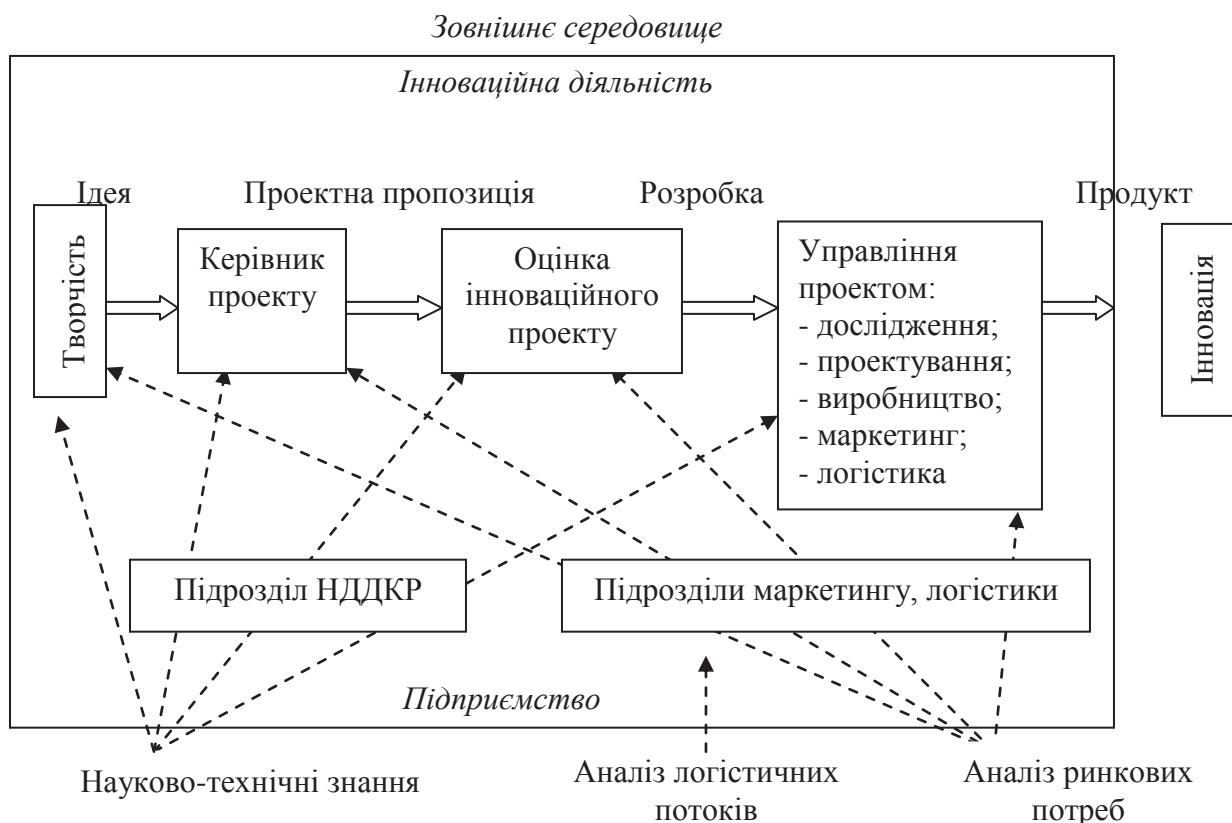 Зовнішнє середовище
Інноваційна діяльність
Ідея
Проектна пропозиція
Розробка
Продукт
Творчість
Керівник
проекту
Оцінка
інноваційного
проекту
Управління
проектом:
- дослідження;
- проектування;
- виробництво;
- маркетинг;
- логістика
Інновація
Підрозділ НДДКР
Підрозділи маркетингу, логістики
Підприємство
Науково-технічні знання
Аналіз логістичних
потоків
Аналіз ринкових
потреб